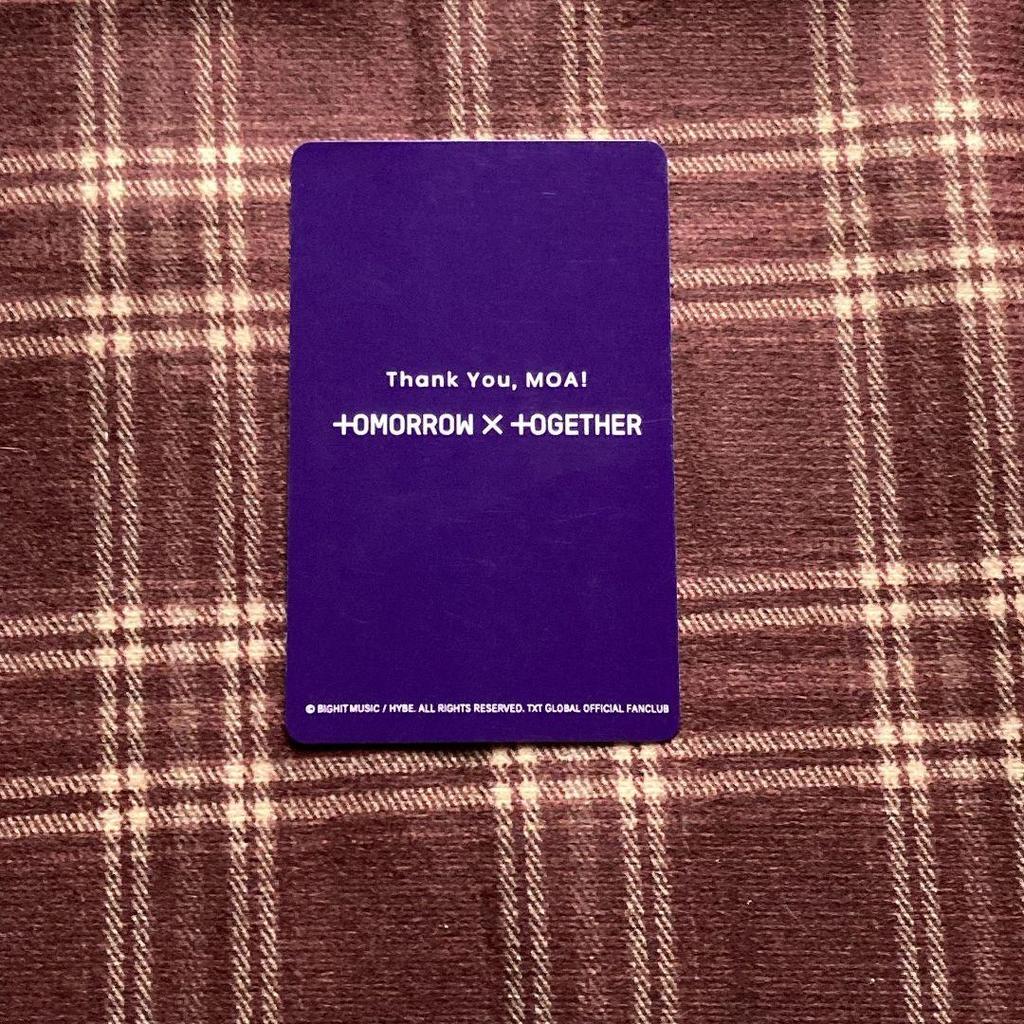 Thank You, MOA!
TOMORROW X TOGETHER
© BIGHIT MUSIC / HYBE. ALL RIGHTS RESERVED. TXT GLOBAL OFFICIAL FANCLUB